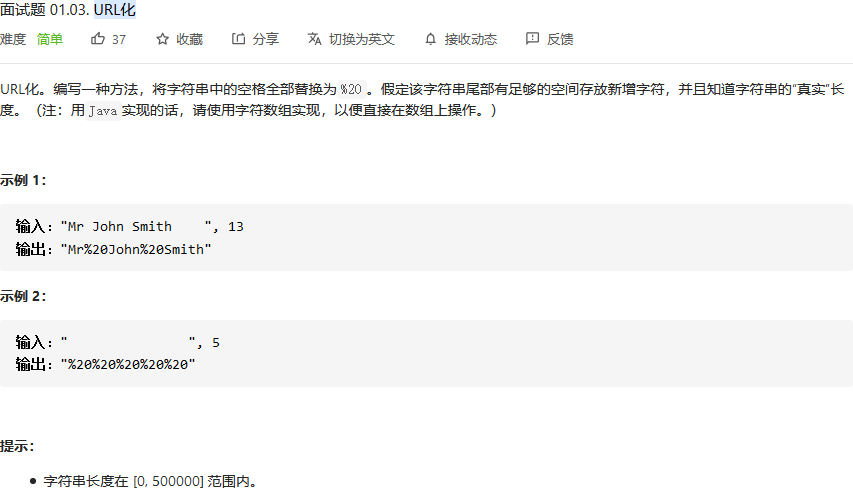 面试题 01.03. URL化
难度 简单 37 收藏 分享 切换为英文 接收动态 反馈
URL化。编写一种方法，将字符串中的空格全部替换为%20。假定该字符串尾部有足够的空间存放新增字符，并且知道字符串的“真实”长
度。（注：用Java实现的话，请使用字符数组实现，以便直接在数组上操作。）
示例 1：
输入："Mr John Smith    ", 13
输出："Mr%20John%20Smith"
示例 2：
输入："               ", 5
输出："%20%20%20%20%20"
提示：
• 字符串长度在 [0, 500000] 范围内。